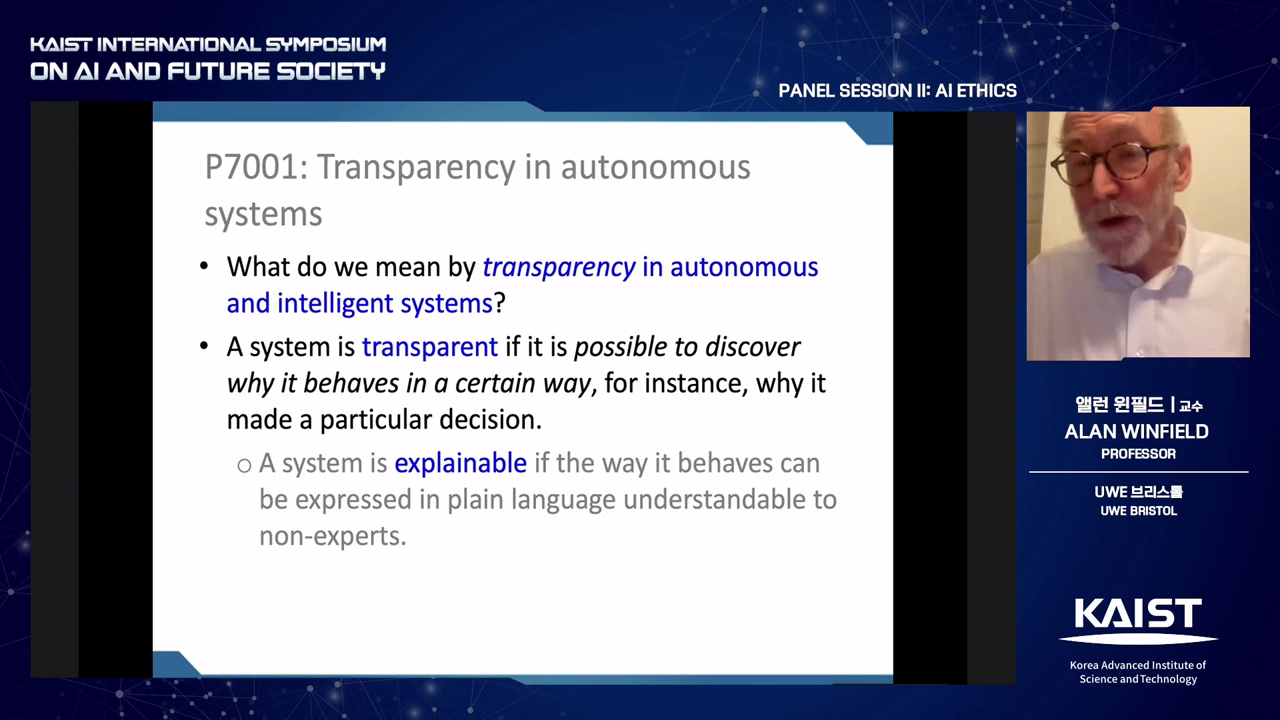 KAIST INTERNATIONAL SYMPOSIUM
ON AI AND FUTURE SOCIETY
PANEL SESSION II: AI ETHICS
P7001: Transparency in autonomous
systems
• What do we mean by transparency in autonomous
and intelligent systems?
• A system is transparent if it is possible to discover
why it behaves in a certain way, for instance, why it
made a particular decision.
○ A system is explainable if the way it behaves can
be expressed in plain language understandable to
non-experts.
앨런 윈필드 | 교수
ALAN WINFIELD
PROFESSOR
UWE 브리스톨
UWE BRISTOL
KAIST
Korea Advanced Institute of
Science and Technology